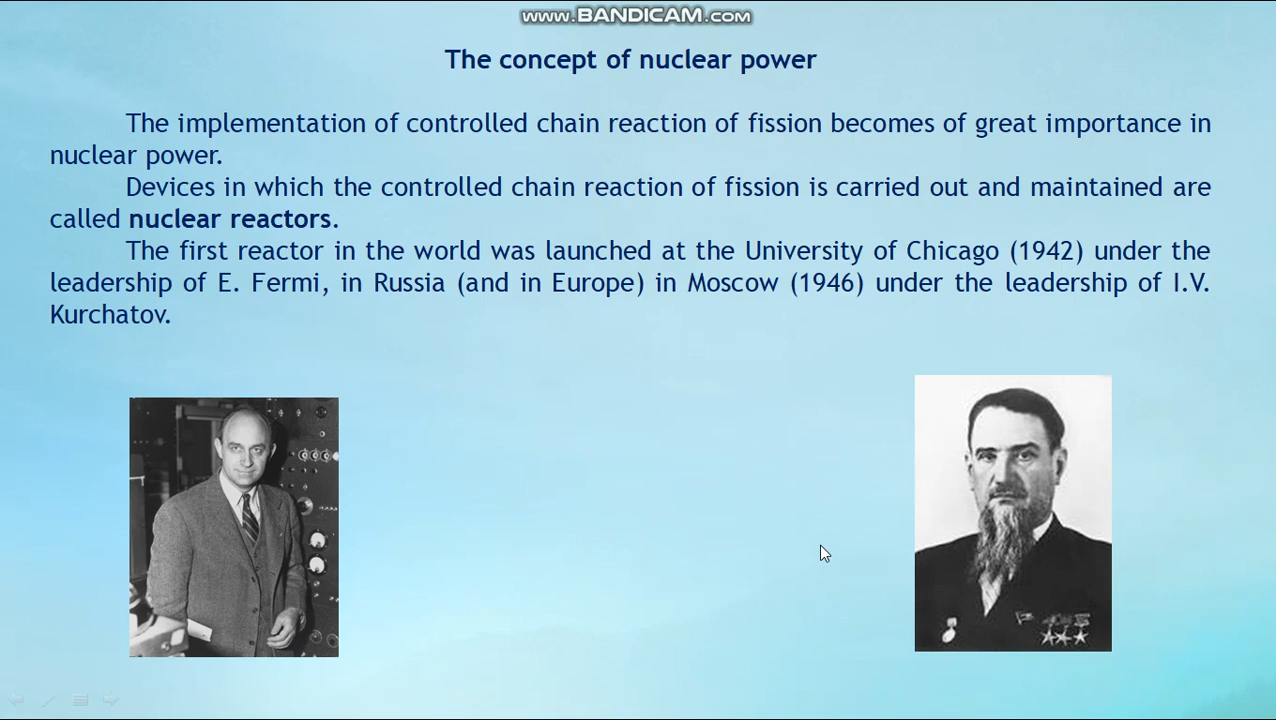 www.BANDICAM.com
The concept of nuclear power
The implementation of controlled chain reaction of fission becomes of great importance in
nuclear power.
Devices in which the controlled chain reaction of fission is carried out and maintained are
called nuclear reactors.
The first reactor in the world was launched at the University of Chicago (1942) under the
leadership of E. Fermi, in Russia (and in Europe) in Moscow (1946) under the leadership of I.V.
Kurchatov.